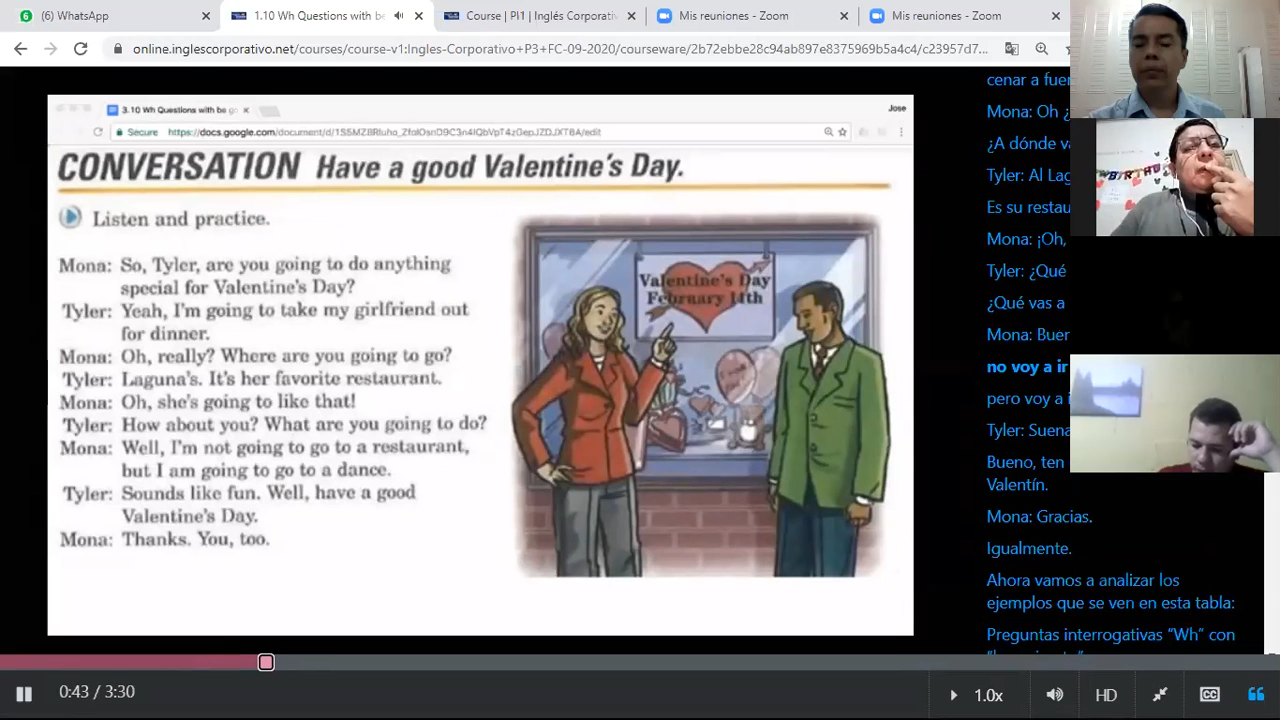 (6) WhatsApp
1.10 Wh Questions with be
Course | PI1 | Inglés Corporativ
Mis reuniones - Zoom
Mis reuniones - Zoom
online.inglescorporativo.net/courses/course-v1:Ingles-Corporativo+P3+FC-09-2020/courseware/2b72ebbe28c94ab897e8375969b5a4c4/c23957d7...
3.10 Wh Questions with be go
Jose
Secure
CONVERSATION Have a good Valentine's Day.
Listen and practice.
Mona: So, Tyler, are you going to do anything
special for Valentine's Day?
Tyler: Yeah, I'm going to take my girlfriend out
for dinner.
Mona: Oh, really? Where are you going to go?
Tyler: Laguna's. It's her favorite restaurant.
Mona: Oh, she's going to like that!
Tyler: How about you? What are you going to do?
Mona: Well, I'm not going to go to a restaurant,
but I am going to go to a dance.
Tyler: Sounds like fun. Well, have a good
Valentine's Day.
Mona: Thanks. You, too.
Valentine's Day
February 14th
cenar a fuer
Mona: Oh ¿
¿A dónde va
Tyler: Al Lag
Es su restau
Mona: ¡Oh,
Tyler: ¿Qué
¿Qué vas a
Mona: Buer
no voy a ir
pero voy a i
Tyler: Suena
Bueno, ten
Valentín.
Mona: Gracias.
Igualmente.
Ahora vamos a analizar los
ejemplos que se ven en esta tabla:
Preguntas interrogativas "Wh" con
0:43 / 3:30
1.0x
HD
CC